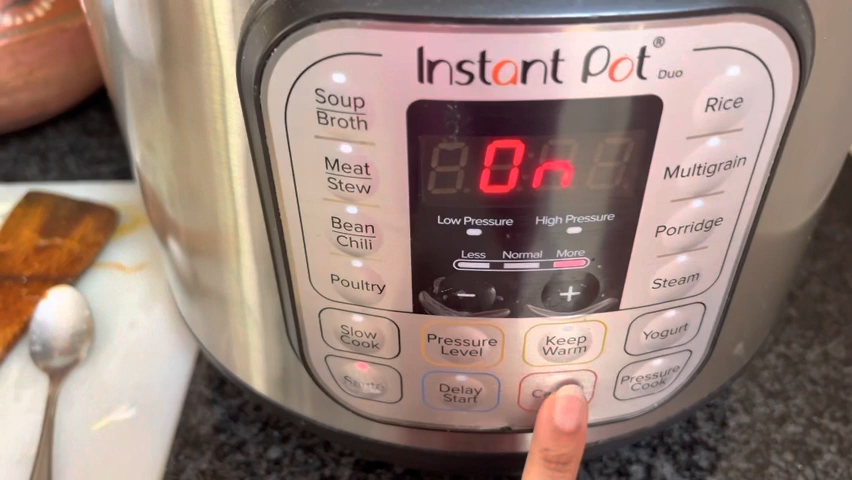 Instant Pot®
Duo
Soup
Broth
Meat
Stew
Bean
Chili
Poultry
On
Low Pressure
High Pressure
Less
Normal
More
-
+
Rice
Multigrain
Porridge
Steam
Slow
Cook
Pressure
Level
Keep
Warm
Yogurt
Delay
Start
Pressure
Cook